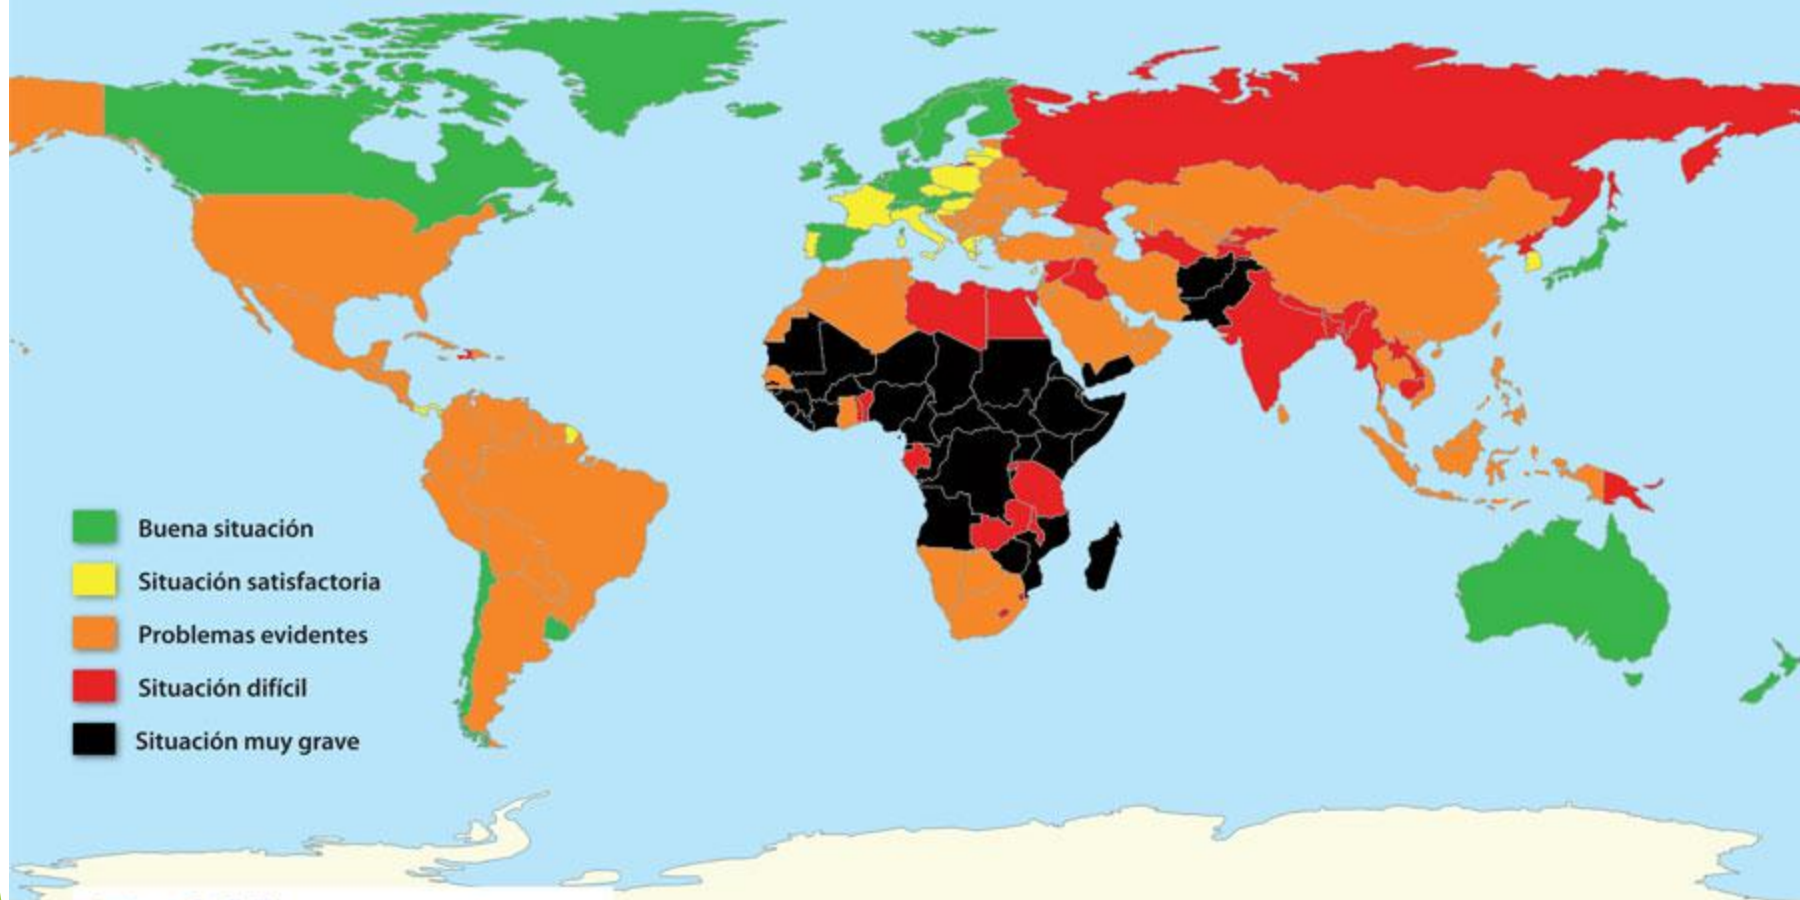 Buena situación
Situación satisfactoria
Problemas evidentes
Situación difícil
Situación muy grave